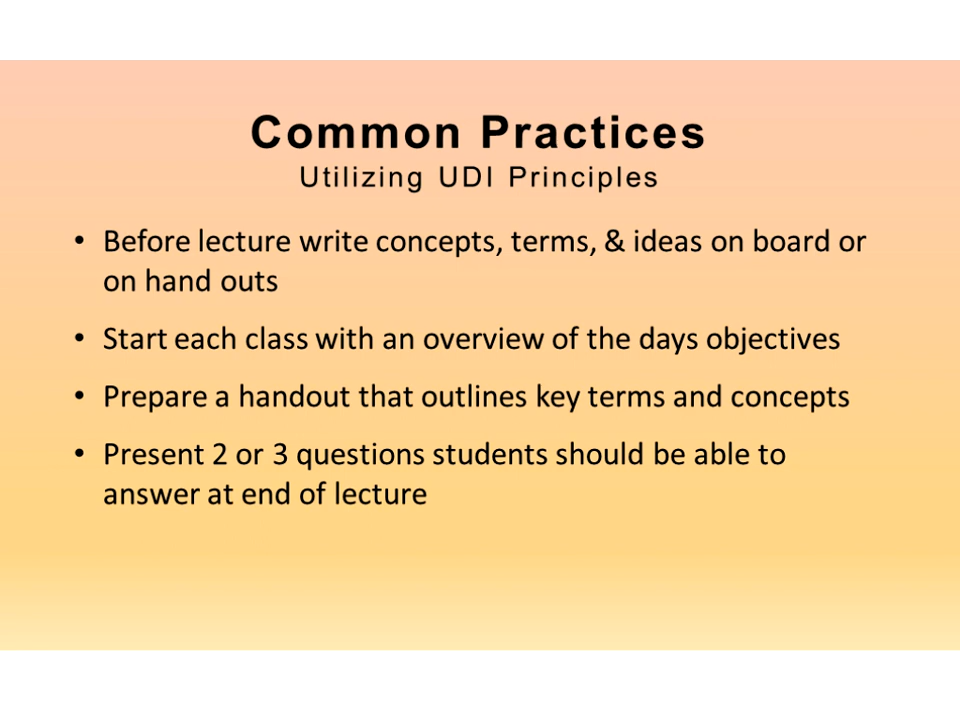 Common Practices
Utilizing UDI Principles
• Before lecture write concepts, terms, & ideas on board or
on hand outs
• Start each class with an overview of the days objectives
• Prepare a handout that outlines key terms and concepts
• Present 2 or 3 questions students should be able to
answer at end of lecture